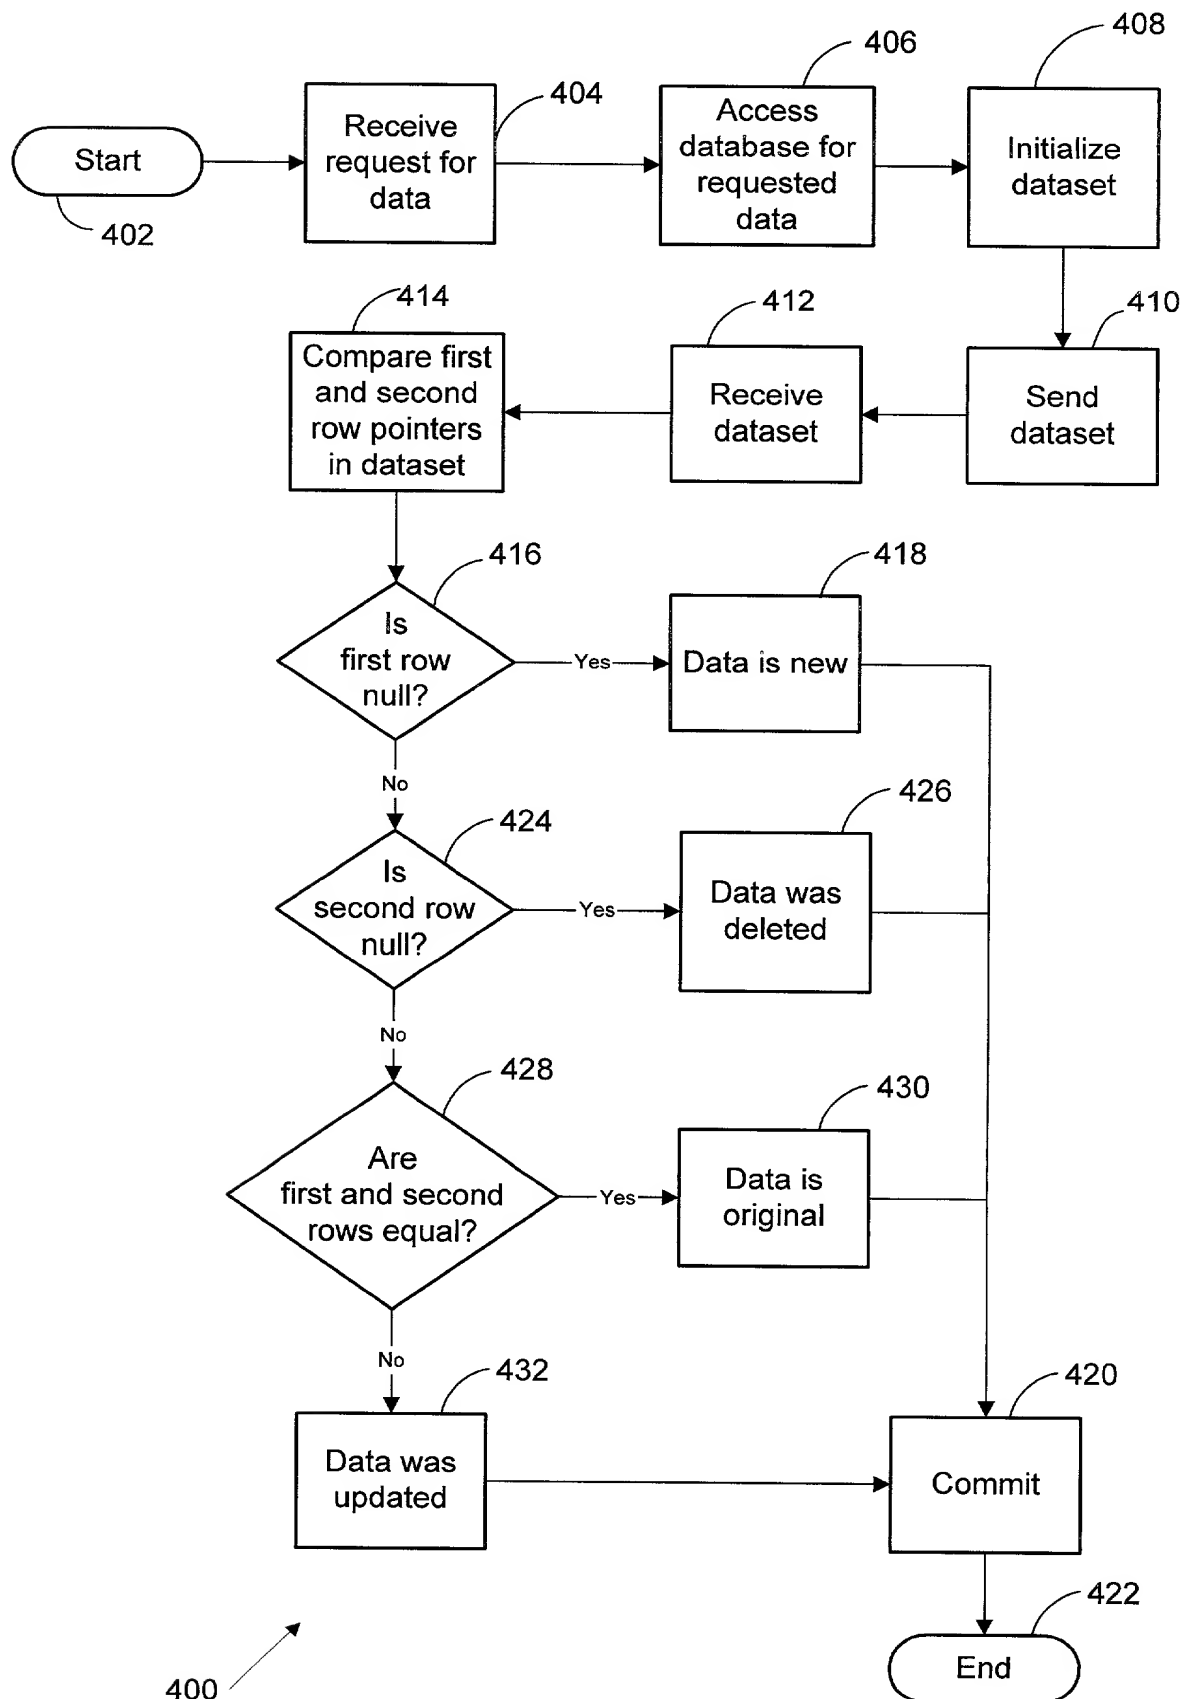 408
406
404
Start
Receive
request for
data
Access
database for
requested
data
Initialize
dataset
402
414
412
410
Compare first
and second
row pointers
in dataset
Receive
dataset
Send
dataset
416
418
Is
first row
null?
Yes
Data is new
No
424
426
Is
second row
null?
Yes
Data was
deleted
No
428
430
Are
first and second
rows equal?
Yes
Data is
original
No
432
420
Data was
updated
Commit
422
End
400